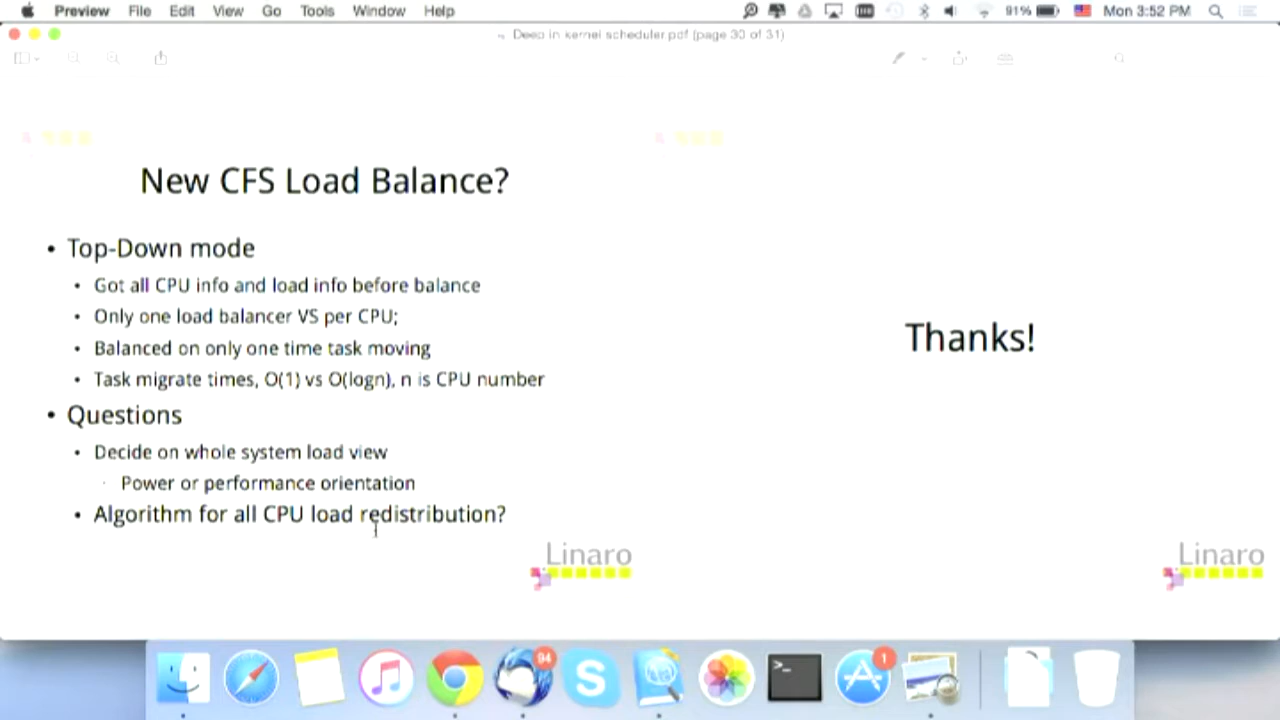 Preview File Edit View Go Tools Window Help 91% Mon 3:52 PM
Deep in kernel scheduler.pdf (page 30 of 31)
New CFS Load Balance?
• Top-Down mode
• Got all CPU info and load info before balance
• Only one load balancer VS per CPU;
• Balanced on only one time task moving
• Task migrate times, O(1) vs O(logn), n is CPU number
• Questions
• Decide on whole system load view
· Power or performance orientation
• Algorithm for all CPU load redistribution?
Linaro
Thanks!
Linaro
94
S
>_
1